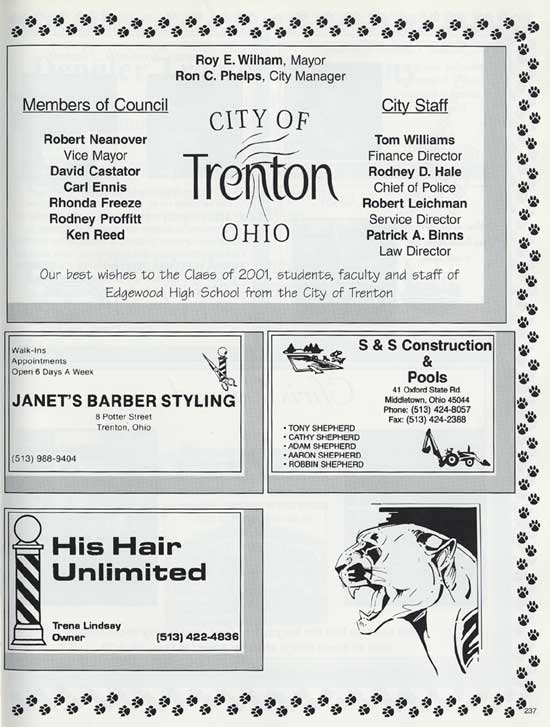 Roy E. Wilham, Mayor
Ron C. Phelps, City Manager
Members of Council
Robert Neanover
Vice Mayor
David Castator
Carl Ennis
Rhonda Freeze
Rodney Proffitt
Ken Reed
CITY OF
Trenton
OHIO
City Staff
Tom Williams
Finance Director
Rodney D. Hale
Chief of Police
Robert Leichman
Service Director
Patrick A. Binns
Law Director
Our best wishes to the Class of 2001, students, faculty and staff of
Edgewood High School from the City of Trenton
Walk-Ins
Appointments
Open 6 Days A Week
JANET'S BARBER STYLING
8 Potter Street
Trenton, Ohio
(513) 988-9404
S & S Construction
&
Pools
41 Oxford State Rd.
Middletown, Ohio 45044
Phone: (513) 424-8057
Fax: (513) 424-2388
• TONY SHEPHERD
• CATHY SHEPHERD
• ADAM SHEPHERD
• AARON SHEPHERD
• ROBBIN SHEPHERD
His Hair
Unlimited
Trena Lindsay
Owner
(513) 422-4836
237